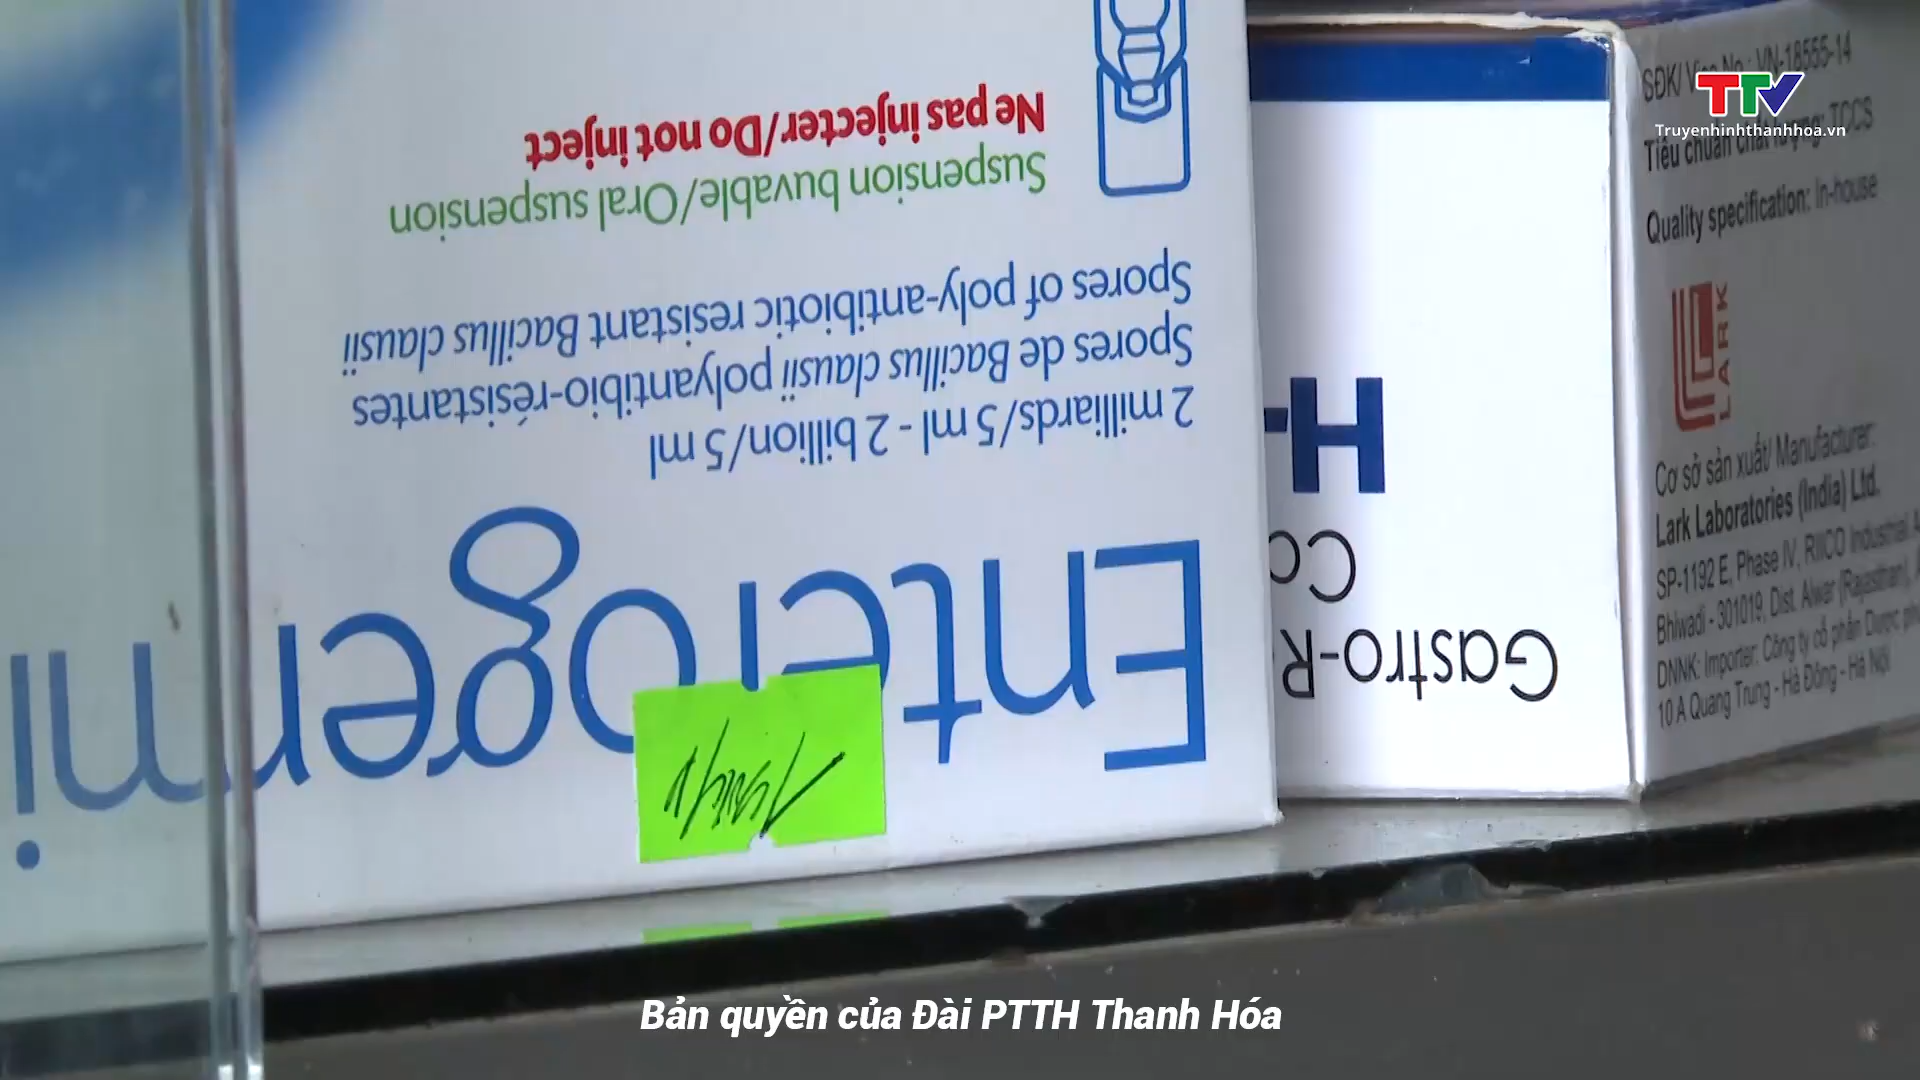 Enterogermi
2 milliards/5 ml - 2 billion/5 ml
Spores de Bacillus clausii polyantibio-résistantes
Spores of poly-antibiotic resistant Bacillus clausii
Suspension buvable/Oral suspension
Ne pas injecter/Do not inject
Gastro-R
Co
H-
SĐK/ Visa No.: VN-18555-14
Tiêu chuẩn chất lượng: TCCS
Quality specification: In-house
LARK
Cơ sở sản xuất/ Manufacturer:
Lark Laboratories (India) Ltd.
SP-1192 E, Phase IV, RIICO Industrial
Bhiwadi - 301019, Dist. Alwar (Rajasthan),
DNNK: Importer: Công ty cổ phần Dược
10 A Quang Trung - Hà Đông - Hà Nội
TTV
Truyenhinhthanhhoa.vn
Bản quyền của Đài PTTH Thanh Hóa